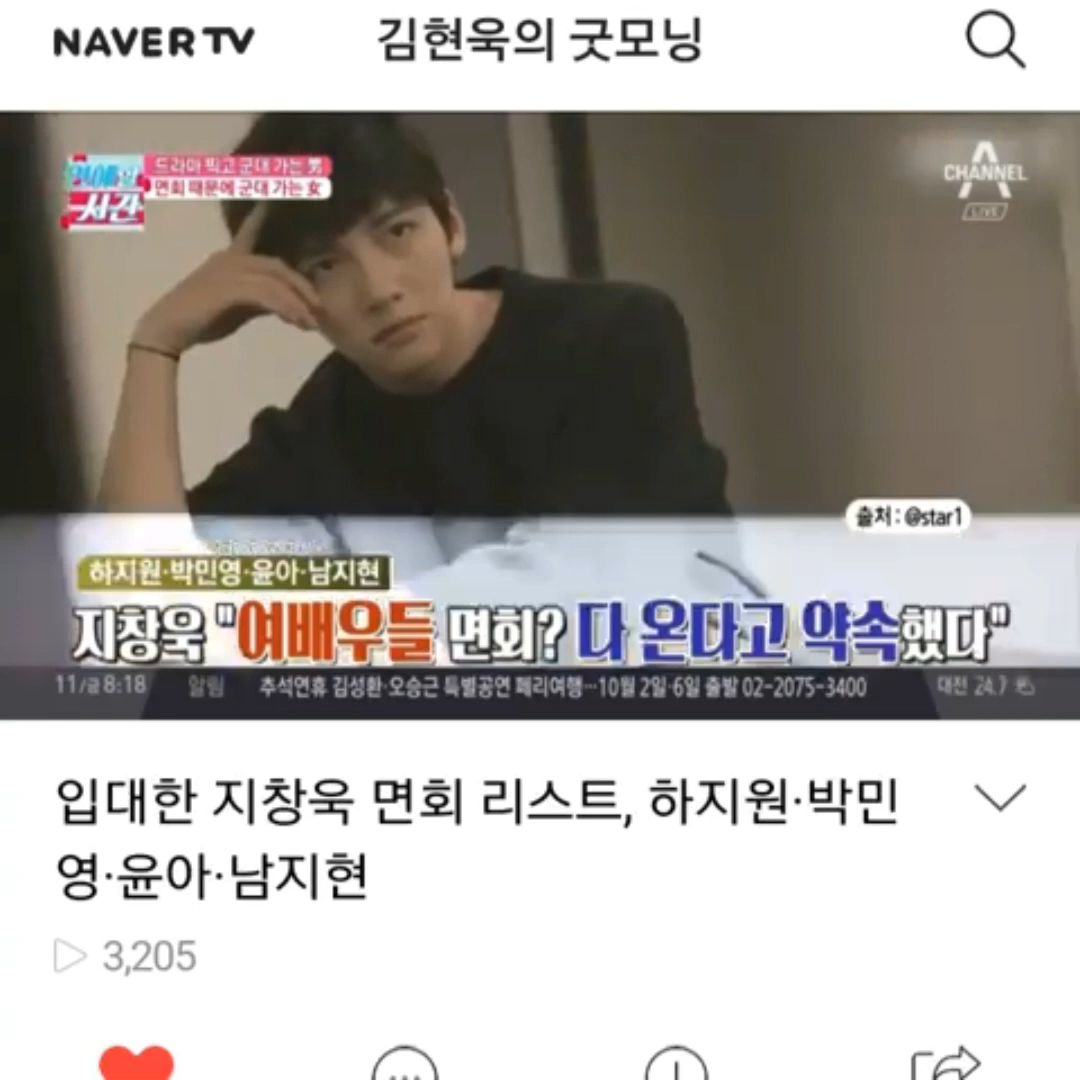 NAVER TV
김현욱의 굿모닝
드라마 찍고 군대 가는 男
면회 때문에 군대 가는 女
시간
CHANNEL A
LIVE
출처:@star1
하지원·박민영·윤아·남지현
지창욱 "여배우들 면회? 다 온다고 약속했다"
11/금 8:18 알림 추석연휴 김성환·오승근 특별공연 페리여행…10월 2일·6일 출발 02-2075-3400 대전 24.7
입대한 지창욱 면회 리스트, 하지원·박민
영·윤아·남지현
3,205